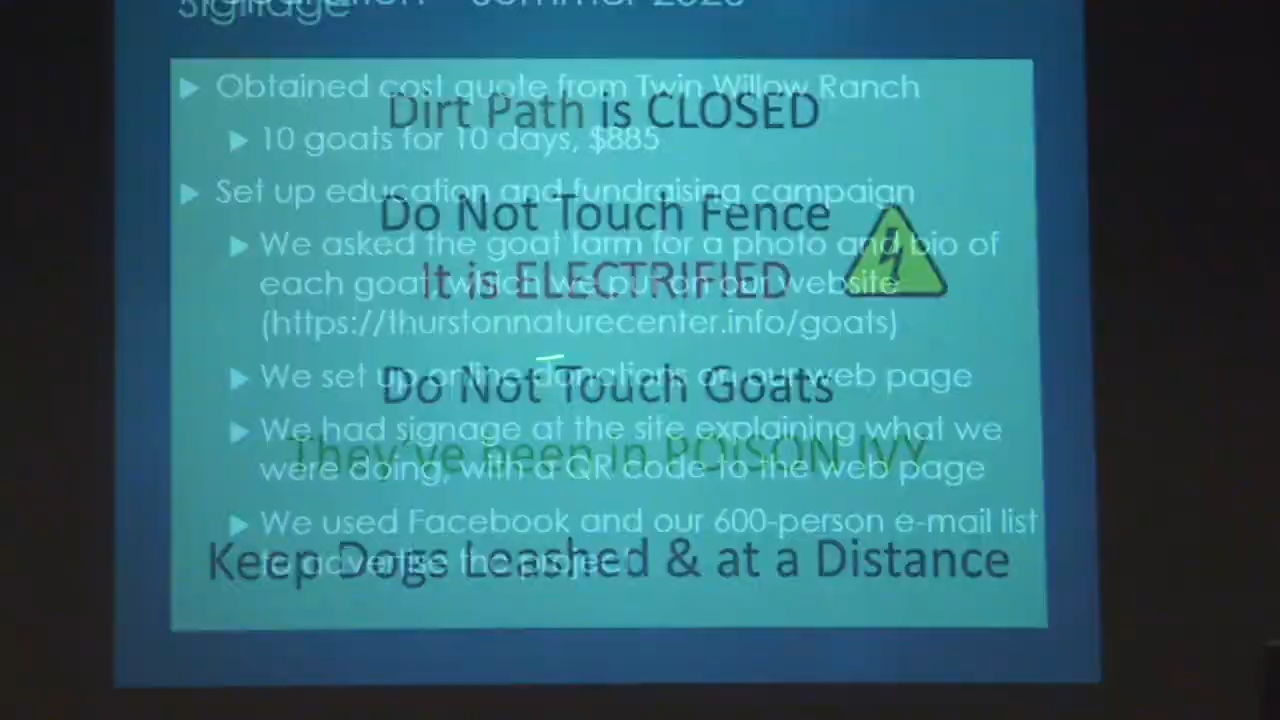 Signage
Summer 2020
Obtained cost quote from Twin Willow Ranch
Dirt Path is CLOSED
10 goats for 10 days, $885
Set up education and fundraising campaign
Do Not Touch Fence
We asked the goat farm for a photo and bio of
It is ELECTRIFIED
each goat, which we put on our website
(https://thurstonnaturecenter.info/goats)
We set up online donations on our web page
Do Not Touch Goats
We had signage at the site explaining what we
They've been in POISON IVY
were doing, with a QR code to the web page
We used Facebook and our 600-person e-mail list
Keep Dogs Leashed & at a Distance
to advertise the project